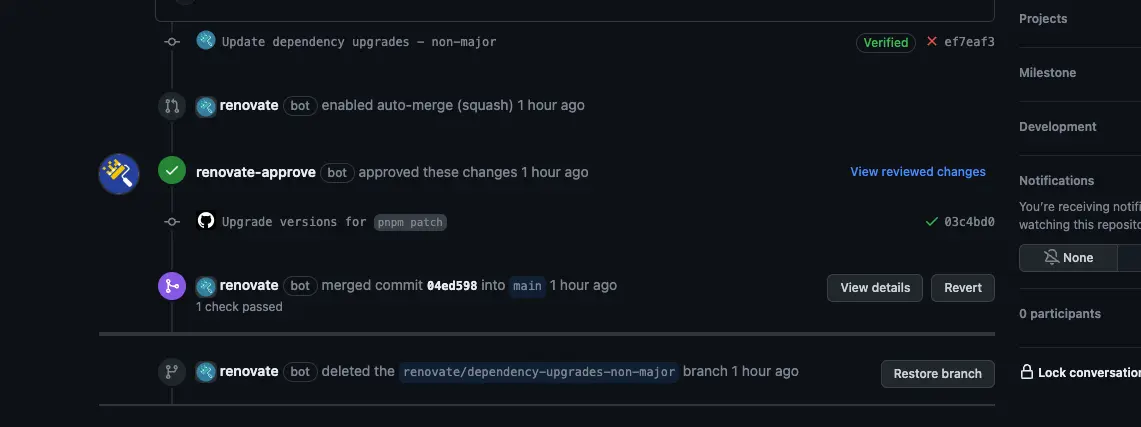 Update dependency upgrades - non-major Verified ef7eaf3
renovate bot enabled auto-merge (squash) 1 hour ago
renovate-approve bot approved these changes 1 hour ago View reviewed changes
Upgrade versions for pnpm patch 03c4bd0
renovate bot merged commit 04ed598 into main 1 hour ago View details Revert
1 check passed
renovate bot deleted the renovate/dependency-upgrades-non-major branch 1 hour ago Restore branch
Projects
Milestone
Development
Notifications
You're receiving notifi
watching this reposito
None
0 participants
Lock conversation